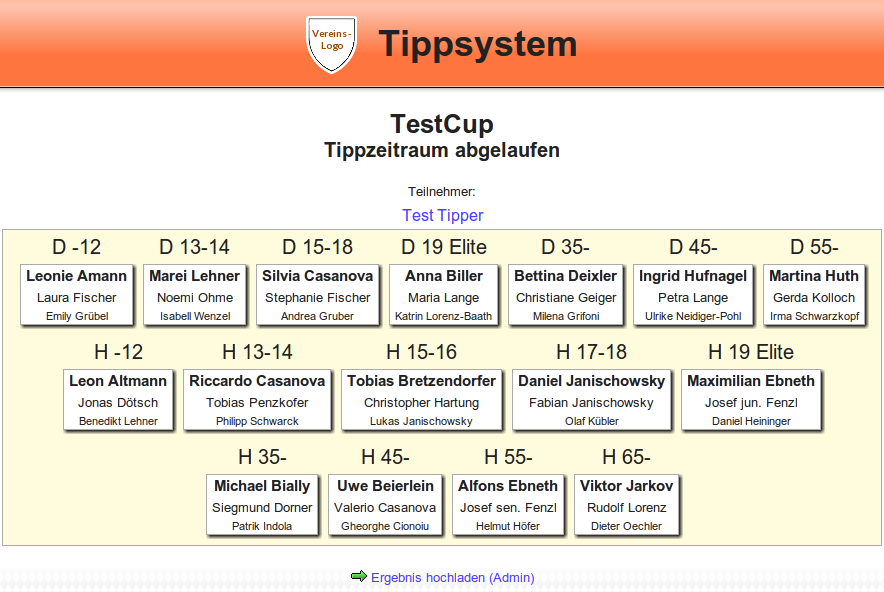 Vereins-
Logo
Tippsystem
TestCup
Tippzeitraum abgelaufen
Teilnehmer:
Test Tipper
D -12 D 13-14 D 15-18 D 19 Elite D 35- D 45- D 55-
Leonie Amann Marei Lehner Silvia Casanova Anna Biller Bettina Deixler Ingrid Hufnagel Martina Huth
Laura Fischer Noemi Ohme Stephanie Fischer Maria Lange Christiane Geiger Petra Lange Gerda Kolloch
Emily Grübel Isabell Wenzel Andrea Gruber Katrin Lorenz-Baath Milena Grifoni Ulrike Neidiger-Pohl Irma Schwarzkopf
H -12 H 13-14 H 15-16 H 17-18 H 19 Elite
Leon Altmann Riccardo Casanova Tobias Bretzendorfer Daniel Janischowsky Maximilian Ebneth
Jonas Dötsch Tobias Penzkofer Christopher Hartung Fabian Janischowsky Josef jun. Fenzl
Benedikt Lehner Philipp Schwarck Lukas Janischowsky Olaf Kübler Daniel Heininger
H 35- H 45- H 55- H 65-
Michael Bially Uwe Beierlein Alfons Ebneth Viktor Jarkov
Siegmund Dorner Valerio Casanova Josef sen. Fenzl Rudolf Lorenz
Patrik Indola Gheorghe Cionoiu Helmut Höfer Dieter Oechler
Ergebnis hochladen (Admin)